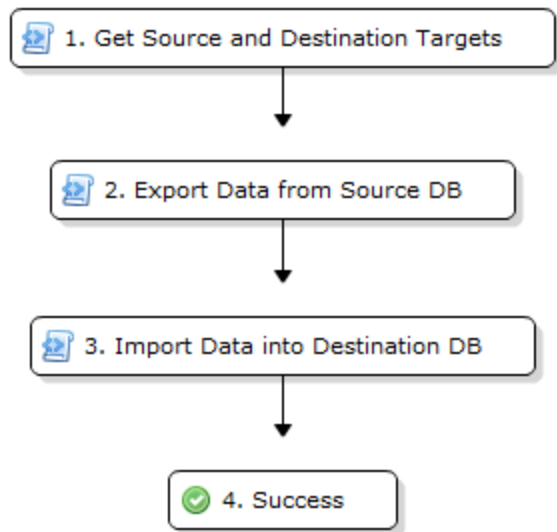 1. Get Source and Destination Targets
2. Export Data from Source DB
3. Import Data into Destination DB
4. Success